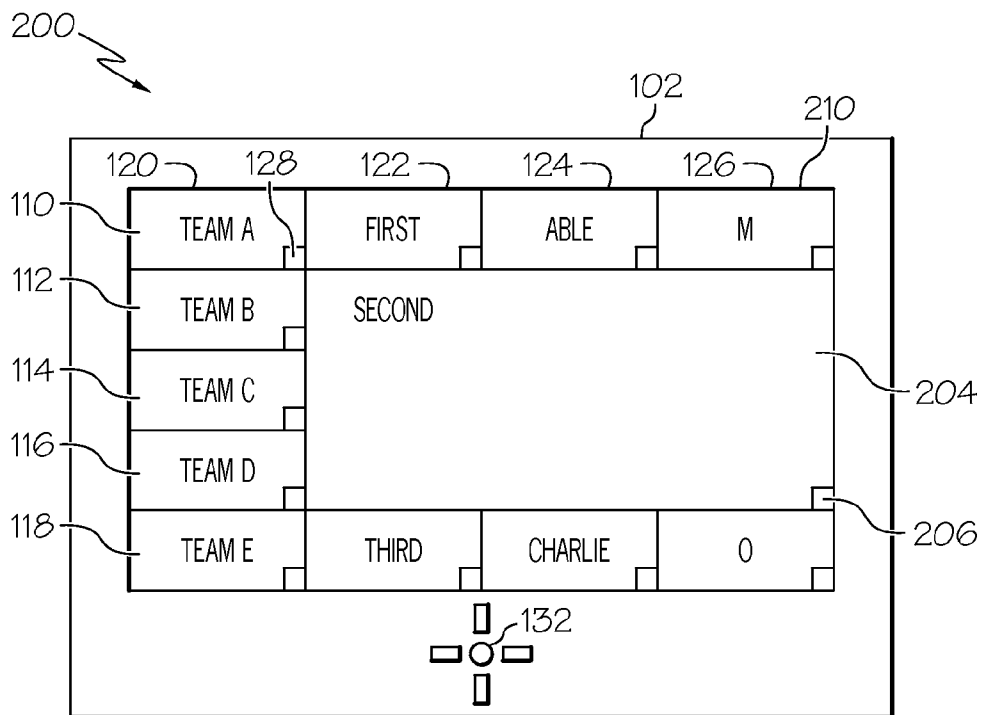 200
102
210
120 128 122 124 126
110 TEAM A FIRST ABLE M
112 TEAM B SECOND
114 TEAM C 204
116 TEAM D
118 TEAM E THIRD CHARLIE O 206
132